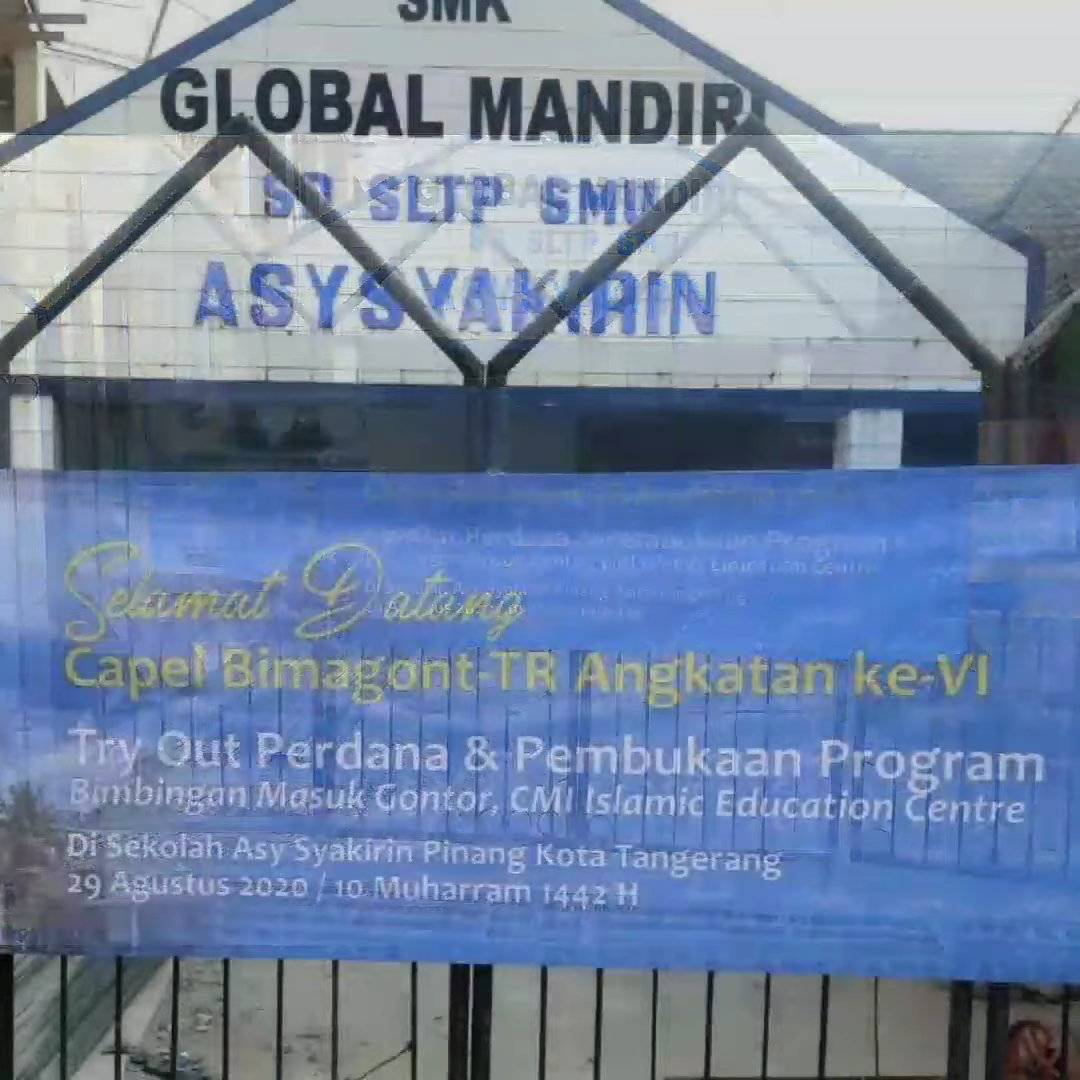 SMK
GLOBAL MANDIRI
SD SLTP SMU
ASYSYAKIRIN
Selamat Datang
Capel Bimagont-TR Angkatan ke-VI
Try Out Perdana & Pembukaan Program
Bimbingan Masuk Gontor, CMI Islamic Education Centre
Di Sekolah Asy Syakirin Pinang Kota Tangerang
29 Agustus 2020 / 10 Muharram 1442 H